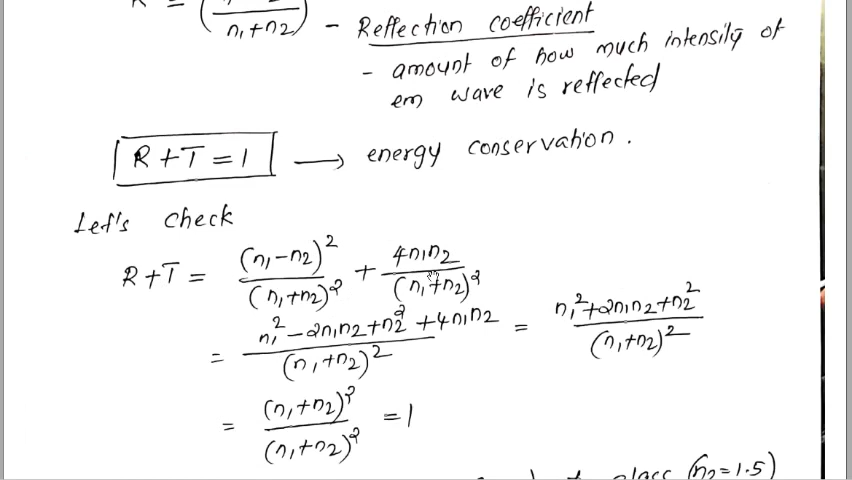 R = (n₁+n₂) - Reflection coefficient
- amount of how much intensity of
em wave is reflected
R+T=1 → energy conservation.
Let's check
R+T = (n₁-n₂)²/(n₁+n₂)² + 4n₁n₂/(n₁+n₂)²
= n₁²-2n₁n₂+n₂²+4n₁n₂/(n₁+n₂)² = n₁²+2n₁n₂+n₂²/(n₁+n₂)²
= (n₁+n₂)²/(n₁+n₂)² = 1
glass (n₂=1.5)